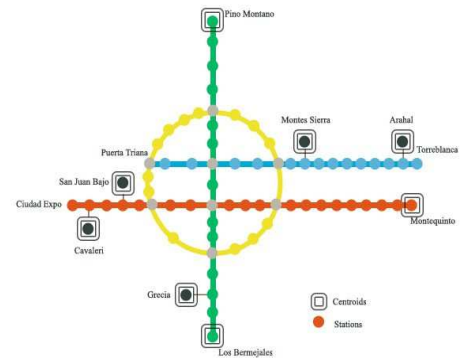 Pino Montano
Montes Sierra
Arahal
Puerta Triana
Torreblanca
San Juan Bajo
Ciudad Expo
Montequinto
Cavaleri
Grecia
Centroids
Stations
Los Bermejales